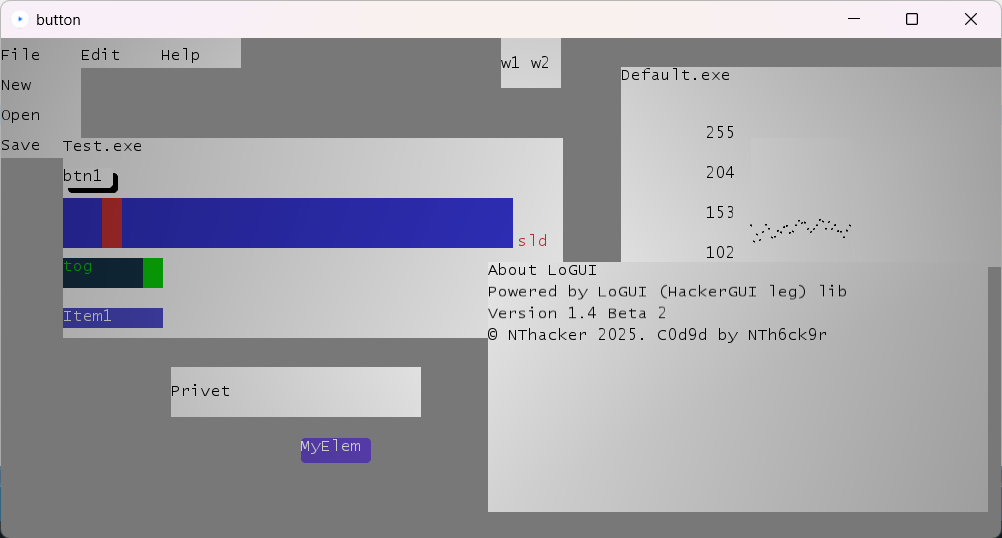 button
File Edit Help
New
Open
Save
w1 w2
Default.exe
255
204
153
102
Test.exe
btn1
sld
tog
Item1
About LoGUI
Powered by LoGUI (HackerGUI leg) lib
Version 1.4 Beta 2
© NThacker 2025. C0d9d by NTh6ck9r
Privet
MyElem